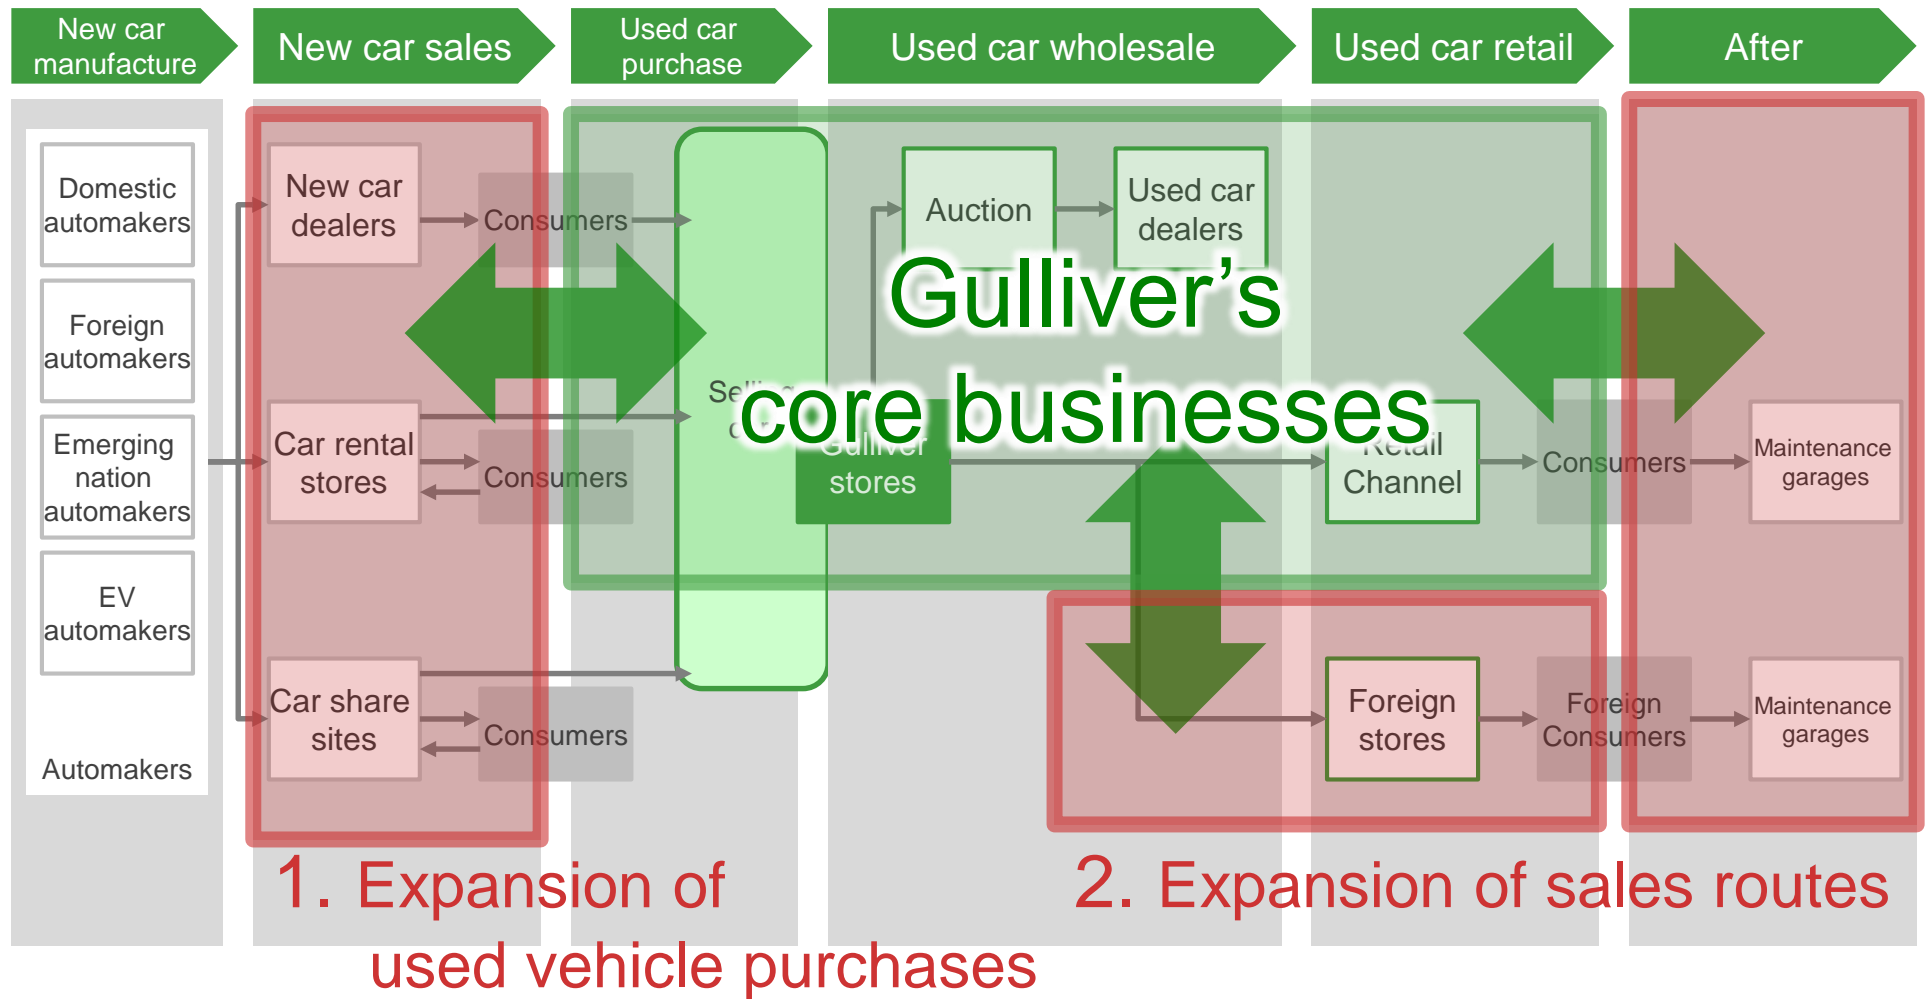 New car
manufacture
New car sales
Used car
purchase
Used car wholesale
Used car retail
After
Domestic
automakers
Foreign
automakers
Emerging
nation
automakers
EV
automakers
Automakers
New car
dealers
Consumers
Car rental
stores
Consumers
Car share
sites
Consumers
Auction
Used car
dealers
Gulliver’s
core businesses
Gulliver
stores
Retail
Channel
Consumers
Maintenance
garages
Foreign
stores
Foreign
Consumers
Maintenance
garages
1. Expansion of
used vehicle purchases
2. Expansion of sales routes